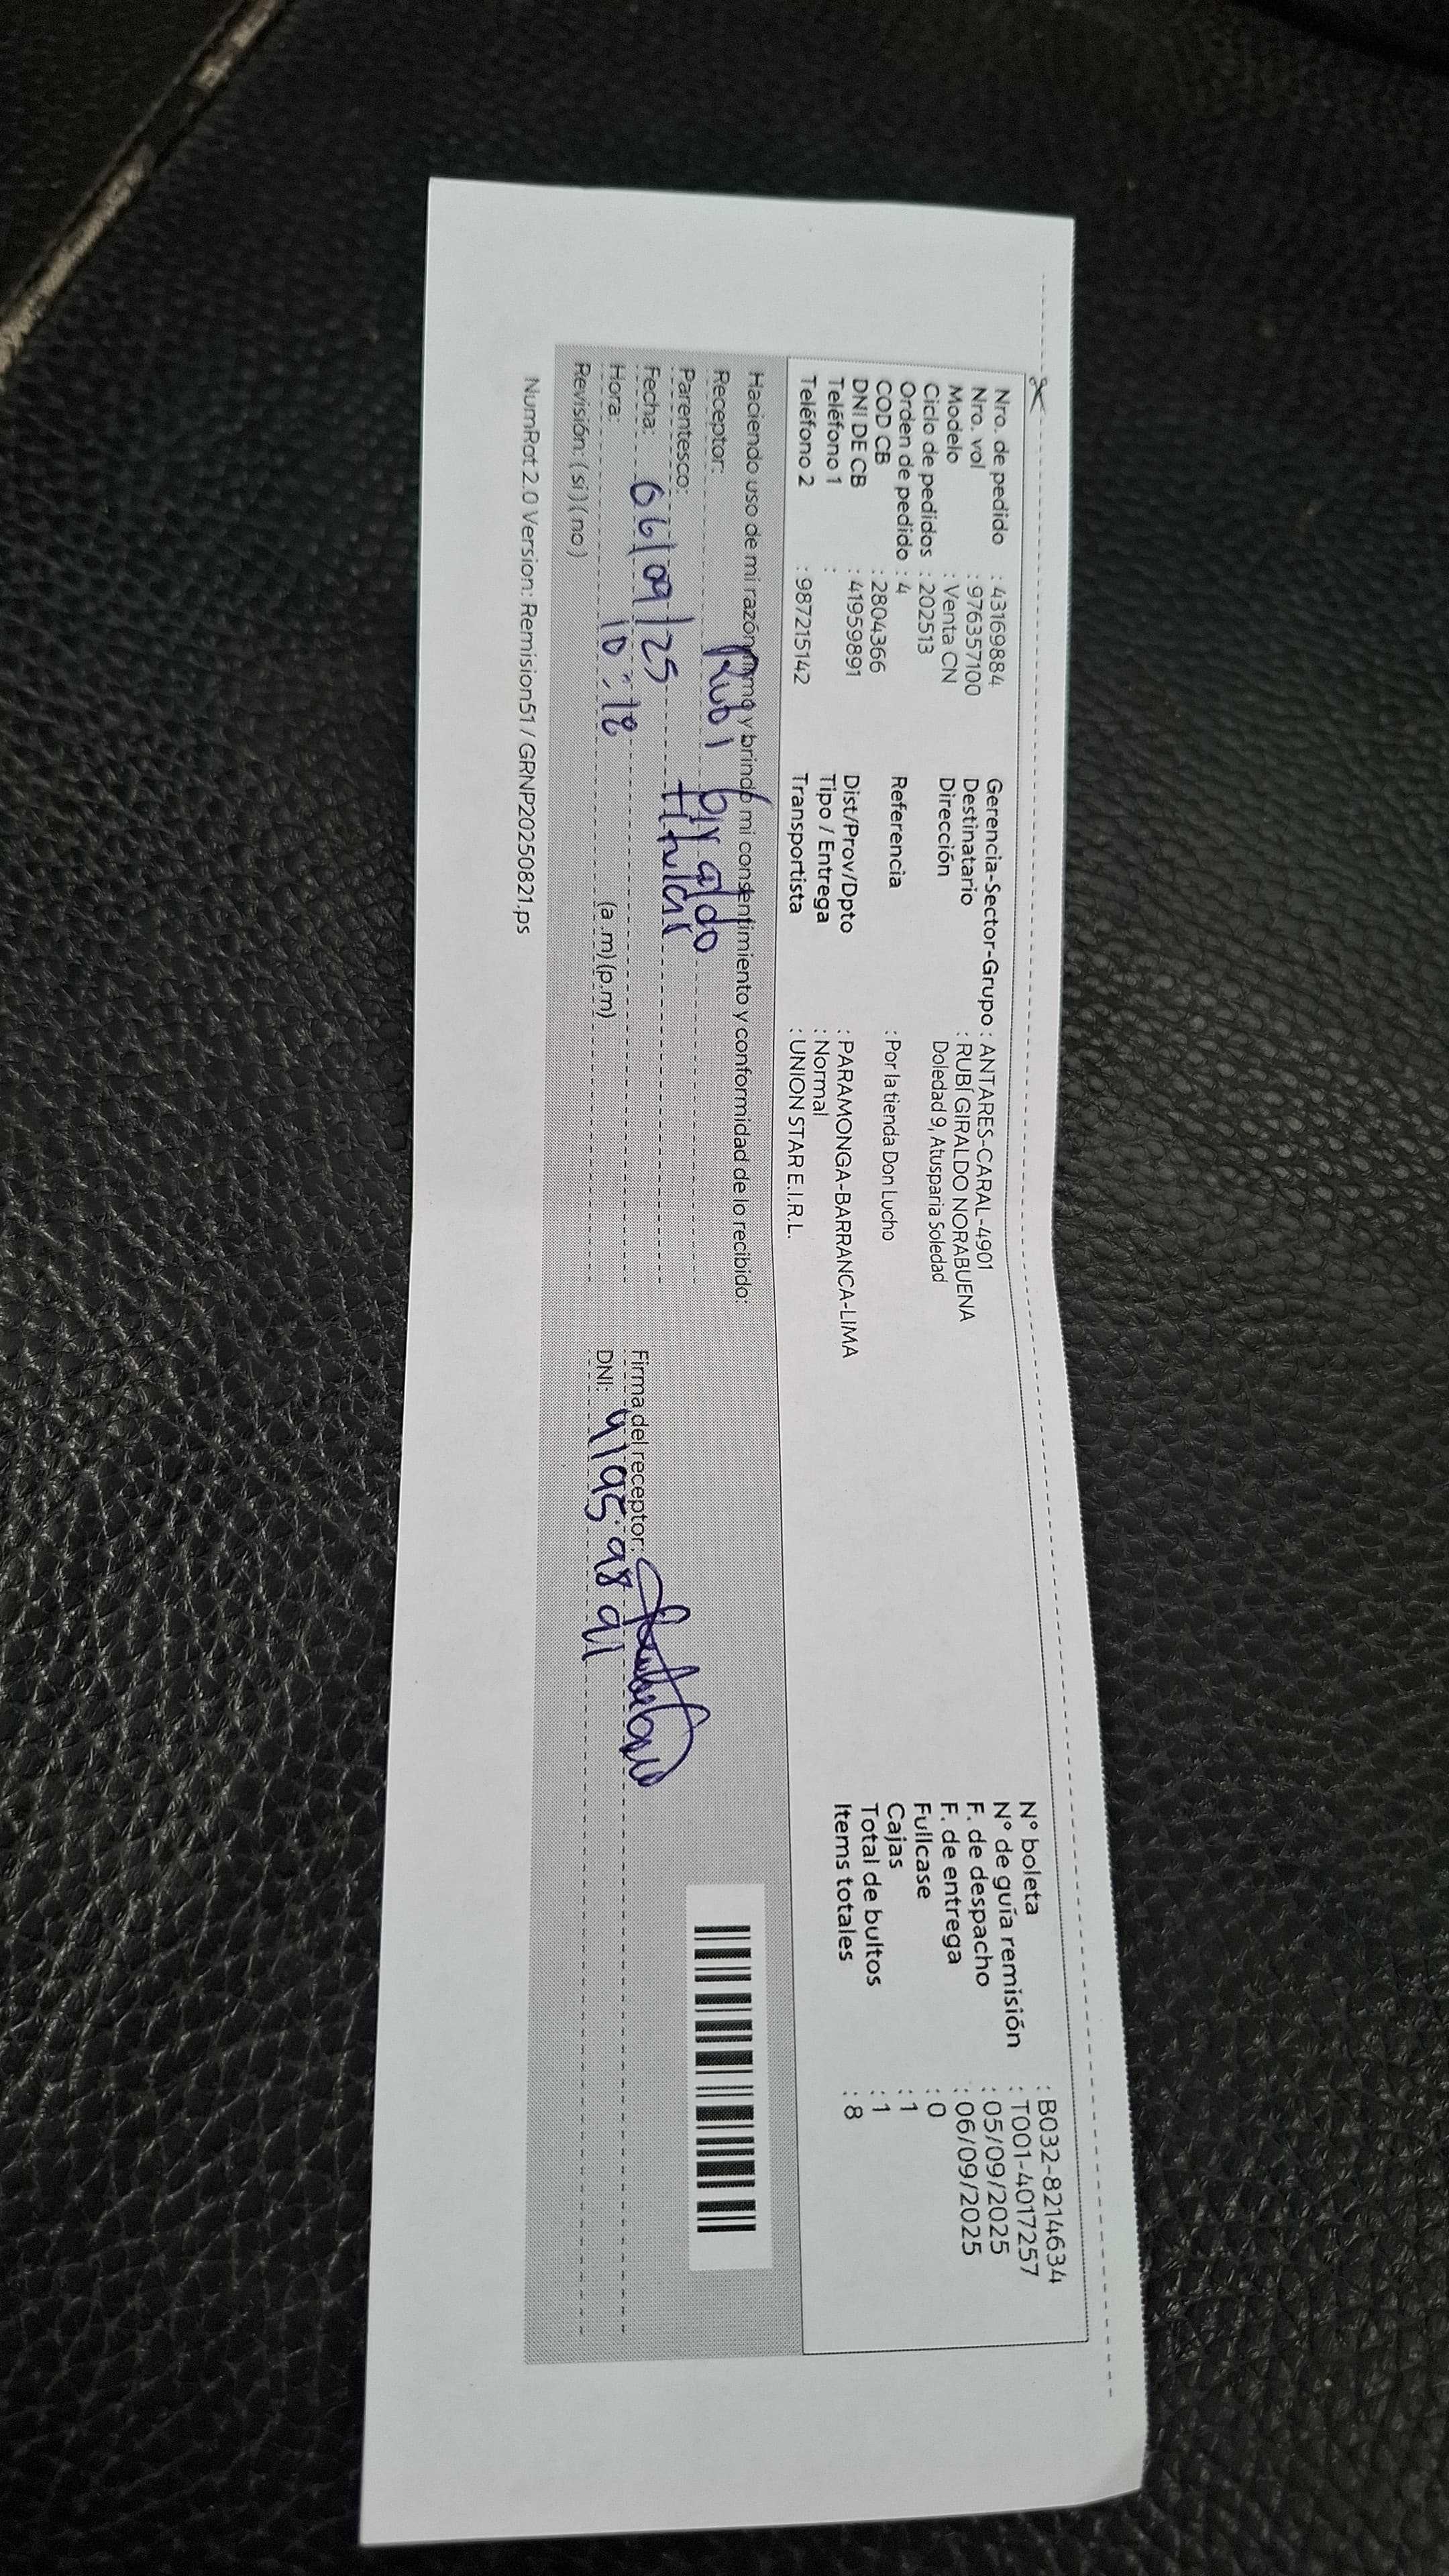 Nro. de pedido : 43169884
Nro. vol : 976357100
Modelo : Venta CN
Ciclo de pedidos : 202513
Orden de pedido : 4
COD CB : 2804366
DNI DE CB : 41959891
Teléfono 1 :
Teléfono 2 : 987215142
Gerencia-Sector-Grupo : ANTARES-CARAL-4901
Destinatario : RUBÍ GIRALDO NORABUENA
Dirección Doledad 9, Atusparia Soledad
Referencia : Por la tienda Don Lucho
Dist/Prov/Dpto : PARAMONGA-BARRANCA-LIMA
Tipo / Entrega : Normal
Transportista : UNION STAR E.I.R.L.
N° boleta : B032-8214634
N° de guía remisión : T001-4017257
F. de despacho : 05/09/2025
F. de entrega : 06/09/2025
Fullcase : 0
Cajas : 1
Total de bultos : 1
Items totales : 8
Haciendo uso de mi razón firmo y brindo mi consentimiento y conformidad de lo recibido:
Receptor: Rubi Giraldo
Parentesco: titular
Fecha: 06/09/25
Hora: 10:18 (a.m) (p.m)
Revisión: (si) (no)
Firma del receptor:
DNI: 41959891
NumRot 2.0 Version: Remision51 / GRNP20250821.ps